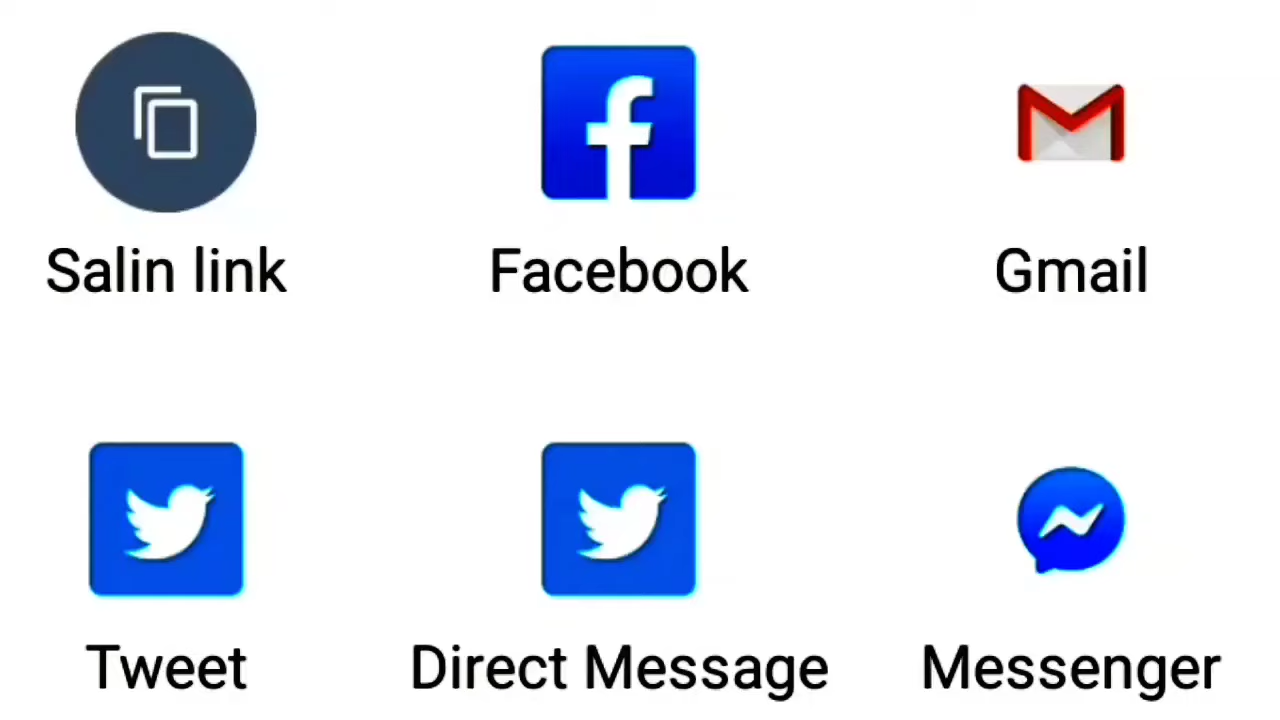 Salin link
Facebook
Gmail
Tweet
Direct Message
Messenger